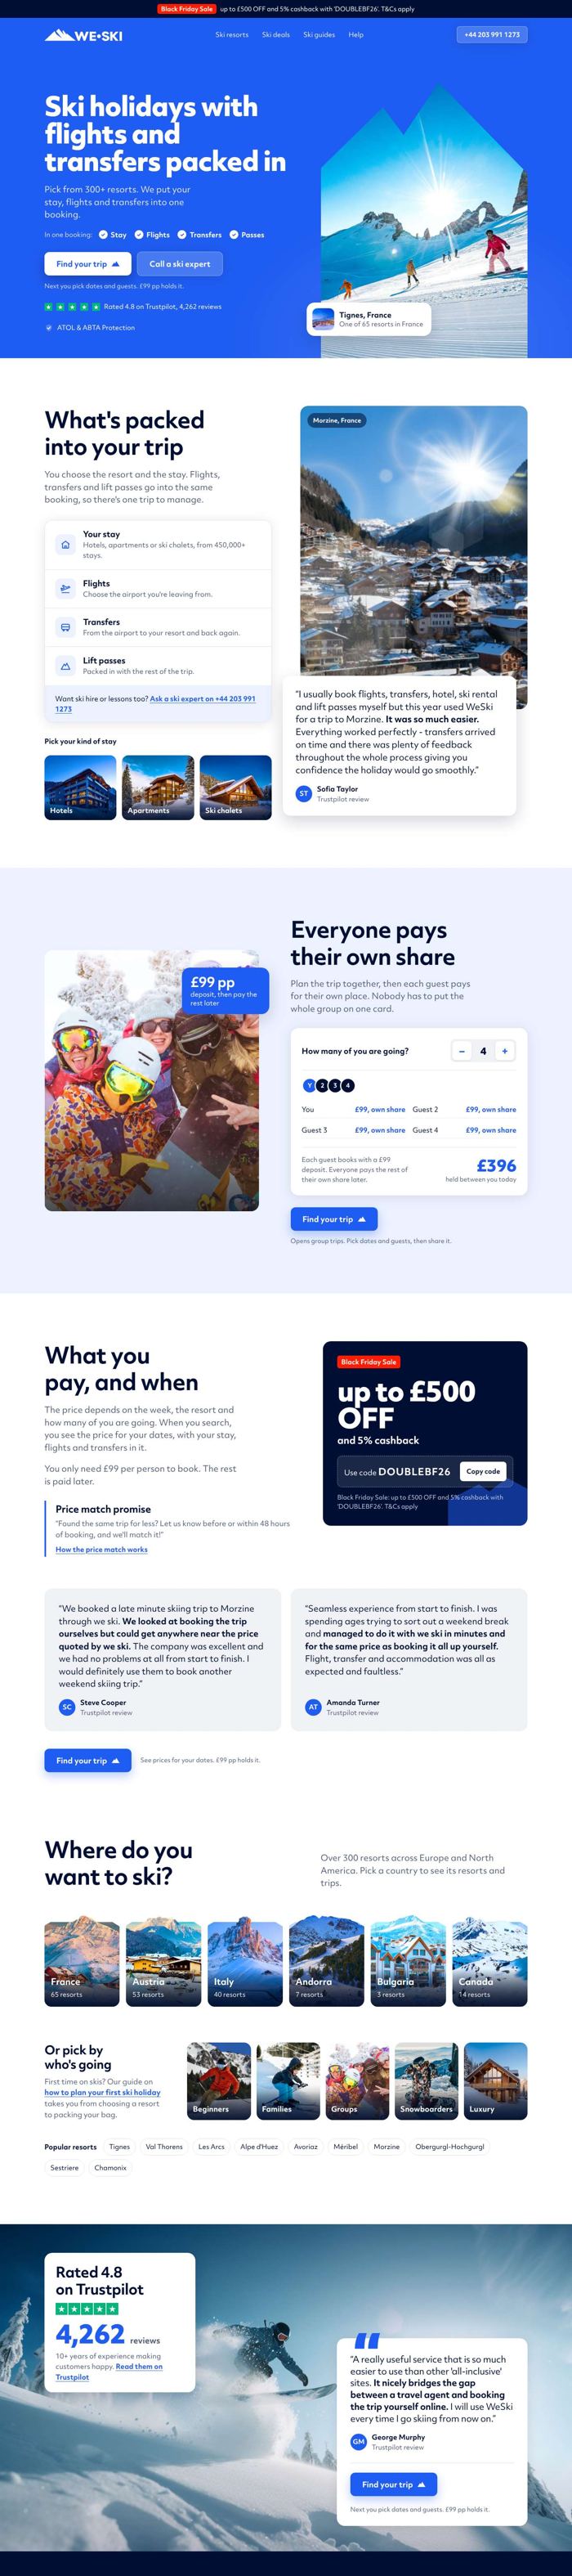 Black Friday Sale up to £500 OFF and 5% cashback with 'DOUBLEBF26'. T&Cs apply
WE·SKI
Ski resorts Ski deals Ski guides Help
+44 203 991 1273
Ski holidays with
flights and
transfers packed in
Pick from 300+ resorts. We put your
stay, flights and transfers into one
booking.
In one booking: Stay Flights Transfers Passes
Find your trip
Call a ski expert
Next you pick dates and guests. £99 pp holds it.
Rated 4.8 on Trustpilot, 4,262 reviews
ATOL & ABTA Protection
Tignes, France
One of 65 resorts in France
What's packed
into your trip
You choose the resort and the stay. Flights,
transfers and lift passes go into the same
booking, so there's one trip to manage.
Your stay
Hotels, apartments or ski chalets, from 450,000+
stays.
Flights
Choose the airport you're leaving from.
Transfers
From the airport to your resort and back again.
Lift passes
Packed in with the rest of the trip.
Want ski hire or lessons too? Ask a ski expert on +44 203 991
1273
Pick your kind of stay
Hotels
Apartments
Ski chalets
Morzine, France
"I usually book flights, transfers, hotel, ski rental
and lift passes myself but this year used WeSki
for a trip to Morzine. It was so much easier.
Everything worked perfectly - transfers arrived
on time and there was plenty of feedback
throughout the whole process giving you
confidence the holiday would go smoothly."
ST
Sofia Taylor
Trustpilot review
£99 pp
deposit, then pay the
rest later
Everyone pays
their own share
Plan the trip together, then each guest pays
for their own place. Nobody has to put the
whole group on one card.
How many of you are going?
− 4 +
Y 2 3 4
You £99, own share Guest 2 £99, own share
Guest 3 £99, own share Guest 4 £99, own share
Each guest books with a £99
deposit. Everyone pays the rest of
their own share later.
£396
held between you today
Find your trip
Opens group trips. Pick dates and guests, then share it.
What you
pay, and when
The price depends on the week, the resort and
how many of you are going. When you search,
you see the price for your dates, with your stay,
flights and transfers in it.
You only need £99 per person to book. The rest
is paid later.
Price match promise
"Found the same trip for less? Let us know before or within 48 hours
of booking, and we'll match it!"
How the price match works
Black Friday Sale
up to £500
OFF
and 5% cashback
Use code DOUBLEBF26
Copy code
Black Friday Sale: up to £500 OFF and 5% cashback with
'DOUBLEBF26'. T&Cs apply
"We booked a late minute skiing trip to Morzine
through we ski. We looked at booking the trip
ourselves but could get anywhere near the price
quoted by we ski. The company was excellent and
we had no problems at all from start to finish. I
would definitely use them to book another
weekend skiing trip."
SC
Steve Cooper
Trustpilot review
"Seamless experience from start to finish. I was
spending ages trying to sort out a weekend break
and managed to do it with we ski in minutes and
for the same price as booking it all up yourself.
Flight, transfer and accommodation was all as
expected and faultless."
AT
Amanda Turner
Trustpilot review
Find your trip
See prices for your dates. £99 pp holds it.
Where do you
want to ski?
Over 300 resorts across Europe and North
America. Pick a country to see its resorts and
trips.
France
65 resorts
Austria
53 resorts
Italy
40 resorts
Andorra
7 resorts
Bulgaria
3 resorts
Canada
14 resorts
Or pick by
who's going
First time on skis? Our guide on
how to plan your first ski holiday
takes you from choosing a resort
to packing your bag.
Beginners
Families
Groups
Snowboarders
Luxury
Popular resorts Tignes Val Thorens Les Arcs Alpe d'Huez Avoriaz Méribel Morzine Obergurgl-Hochgurgl
Sestriere Chamonix
Rated 4.8
on Trustpilot
4,262 reviews
10+ years of experience making
customers happy. Read them on
Trustpilot
"A really useful service that is so much
easier to use than other 'all-inclusive'
sites. It nicely bridges the gap
between a travel agent and booking
the trip yourself online. I will use WeSki
every time I go skiing from now on."
GM
George Murphy
Trustpilot review
Find your trip
Next you pick dates and guests. £99 pp holds it.